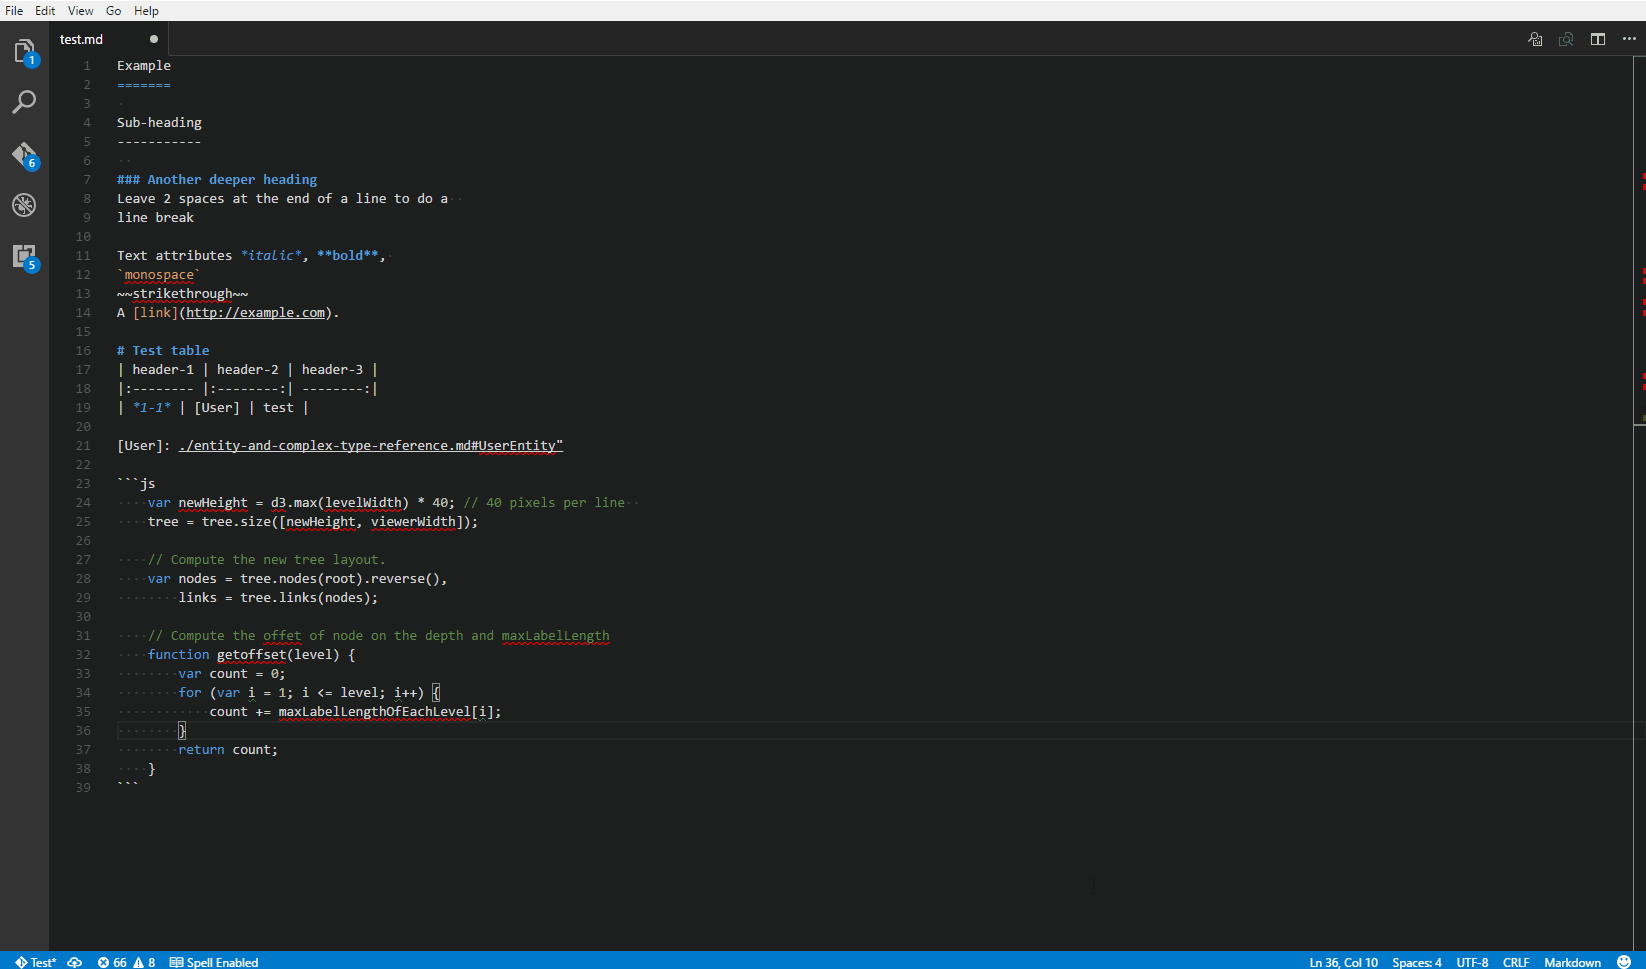 File Edit View Go Help
test.md
1
6
5
1 Example
2 =======
3
4 Sub-heading
5 -----------
6
7 ### Another deeper heading
8 Leave 2 spaces at the end of a line to do a
9 line break
10
11 Text attributes *italic*, **bold**,
12 `monospace`
13 ~~strikethrough~~
14 A [link](http://example.com).
15
16 # Test table
17 | header-1 | header-2 | header-3 |
18 |:-------- |:--------:| --------:|
19 | *1-1* | [User] | test |
20
21 [User]: ./entity-and-complex-type-reference.md#UserEntity"
22
23 ```js
24     var newHeight = d3.max(levelWidth) * 40; // 40 pixels per line
25     tree = tree.size([newHeight, viewerWidth]);
26
27     // Compute the new tree layout.
28     var nodes = tree.nodes(root).reverse(),
29         links = tree.links(nodes);
30
31     // Compute the offet of node on the depth and maxLabelLength
32     function getoffset(level) {
33         var count = 0;
34         for (var i = 1; i <= level; i++) {
35             count += maxLabelLengthOfEachLevel[i];
36         }
37         return count;
38     }
39 ```
Test* 66 8 Spell Enabled Ln 36, Col 10 Spaces: 4 UTF-8 CRLF Markdown